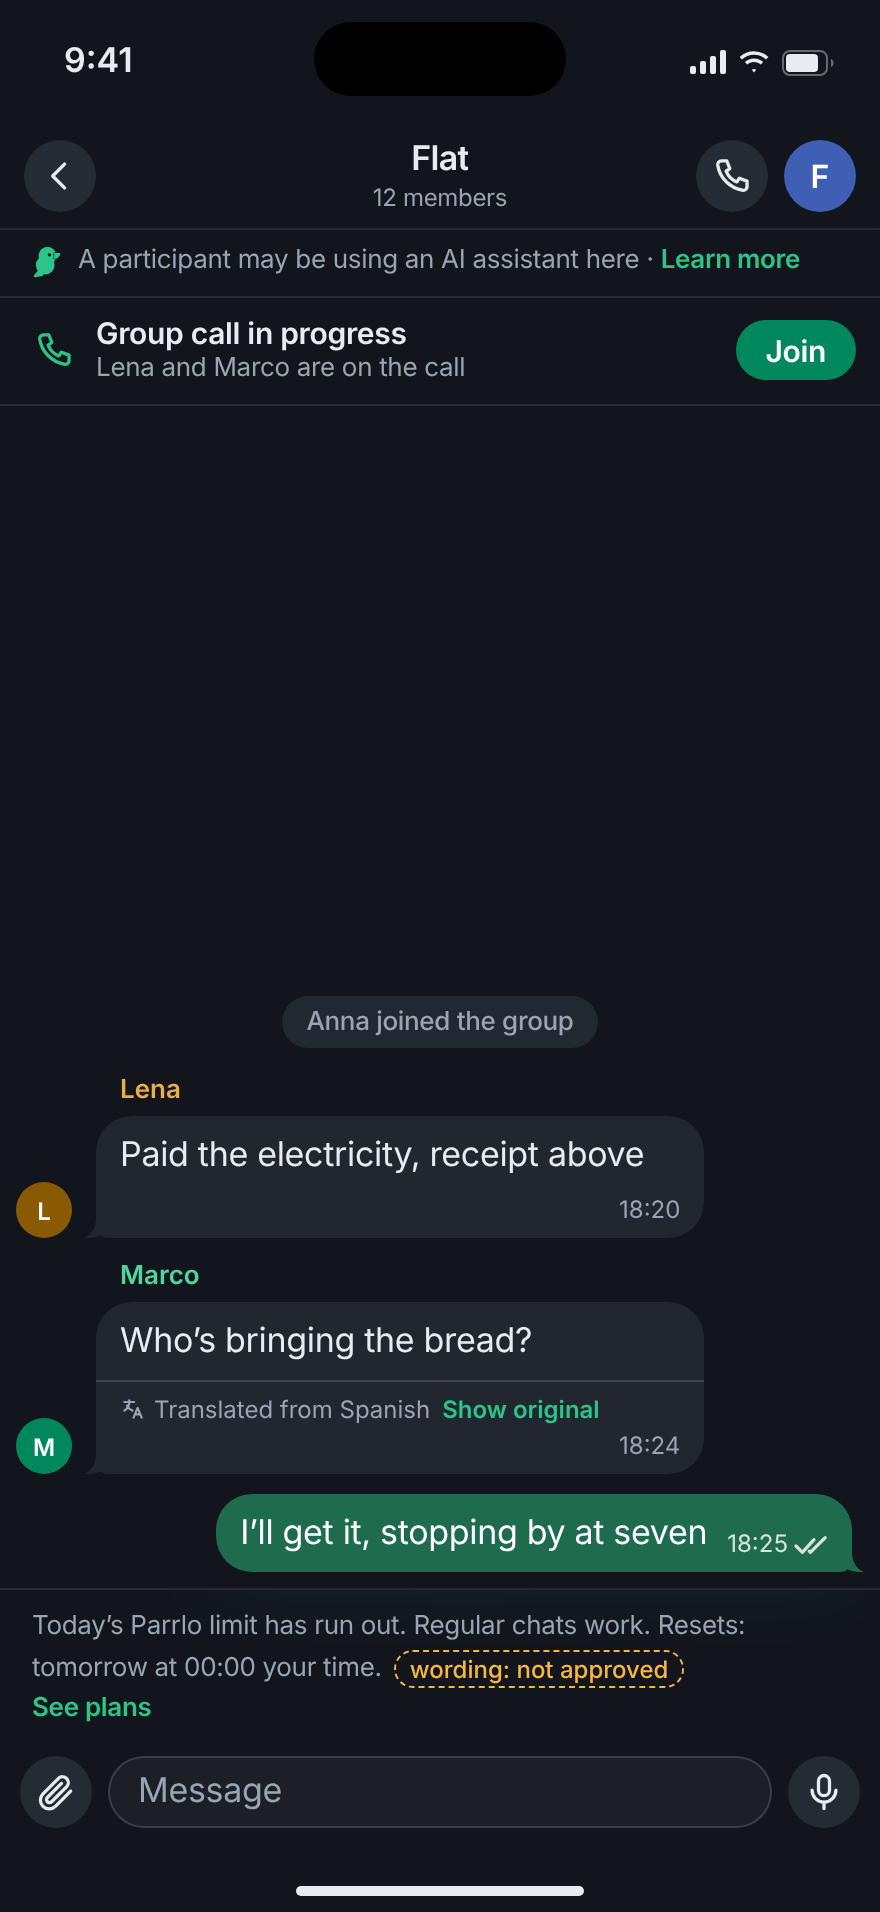 9:41
Flat
12 members
F
A participant may be using an AI assistant here · Learn more
Group call in progress
Lena and Marco are on the call
Join
Anna joined the group
Lena
Paid the electricity, receipt above
18:20
L
Marco
Who’s bringing the bread?
Translated from Spanish Show original
18:24
M
I’ll get it, stopping by at seven 18:25
Today’s Parrlo limit has run out. Regular chats work. Resets:
tomorrow at 00:00 your time. wording: not approved
See plans
Message